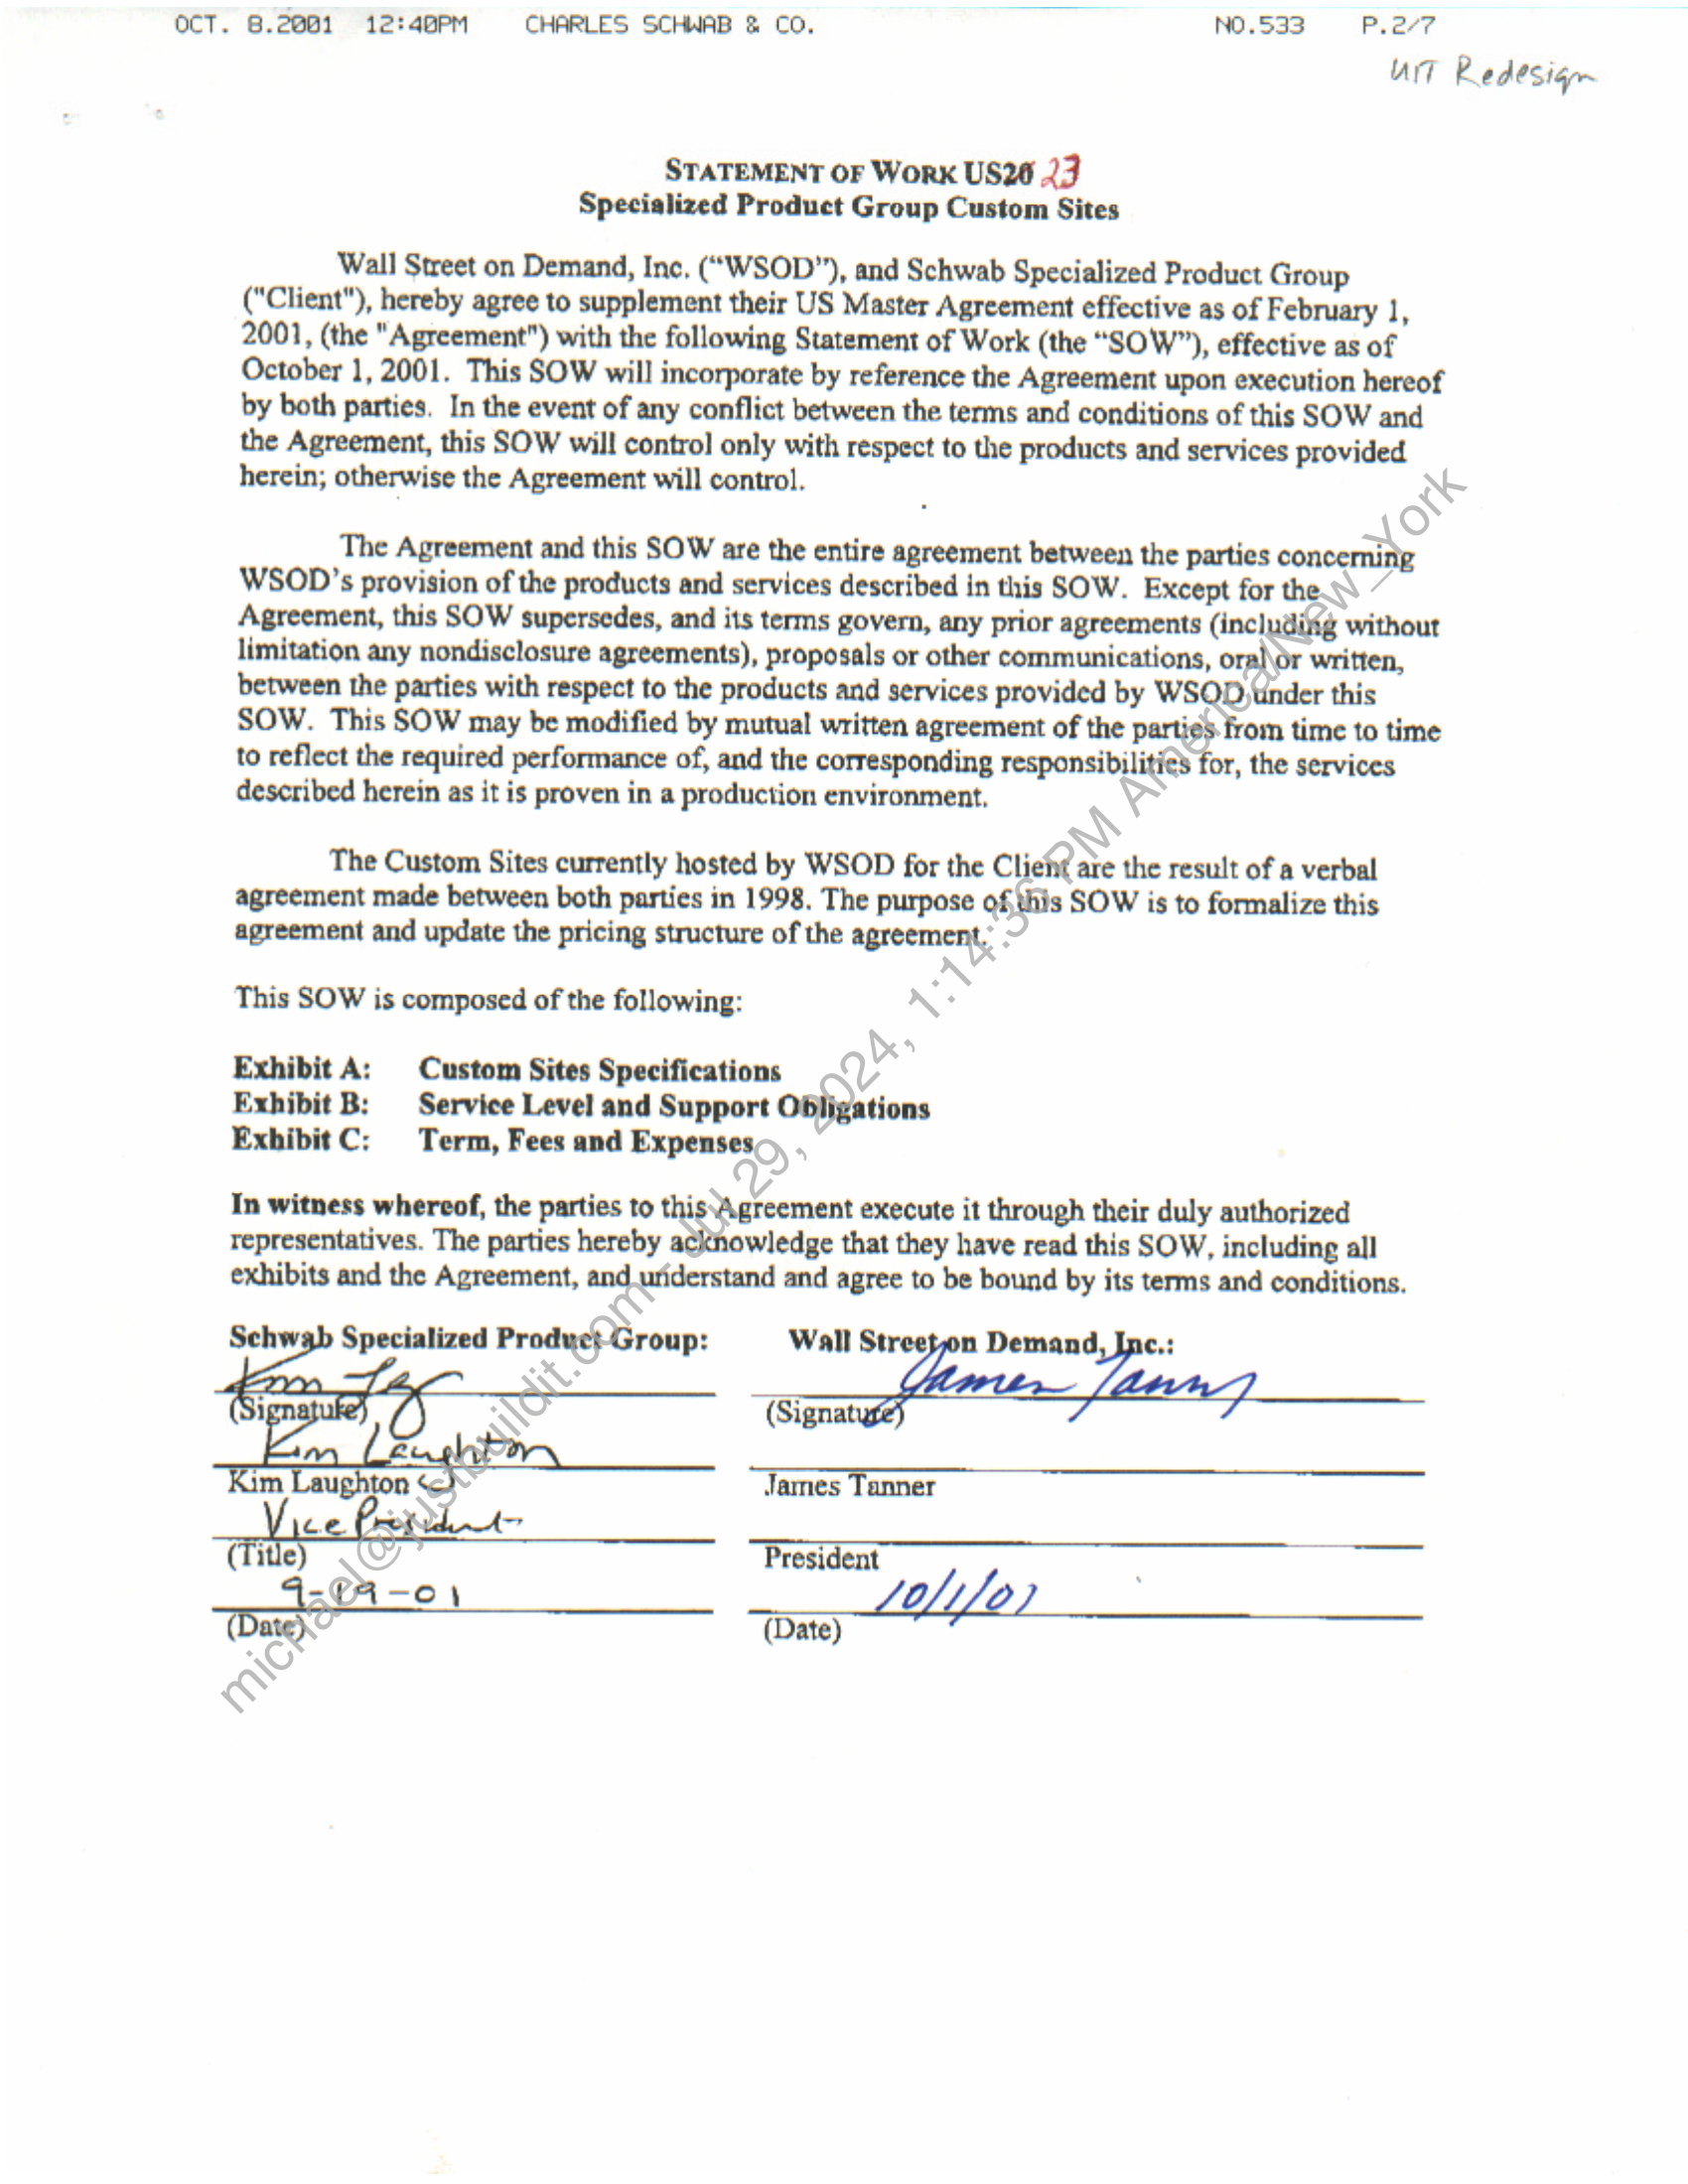 OCT. 8.2001 12:40PM CHARLES SCHWAB & CO. NO.533 P.2/7
UIT Redesign
STATEMENT OF WORK US20 23
Specialized Product Group Custom Sites
Wall Street on Demand, Inc. (“WSOD”), and Schwab Specialized Product Group
("Client"), hereby agree to supplement their US Master Agreement effective as of February 1,
2001, (the "Agreement") with the following Statement of Work (the “SOW”), effective as of
October 1, 2001. This SOW will incorporate by reference the Agreement upon execution hereof
by both parties. In the event of any conflict between the terms and conditions of this SOW and
the Agreement, this SOW will control only with respect to the products and services provided
herein; otherwise the Agreement will control.
The Agreement and this SOW are the entire agreement between the parties concerning
WSOD’s provision of the products and services described in this SOW. Except for the
Agreement, this SOW supersedes, and its terms govern, any prior agreements (including without
limitation any nondisclosure agreements), proposals or other communications, oral or written,
between the parties with respect to the products and services provided by WSOD under this
SOW. This SOW may be modified by mutual written agreement of the parties from time to time
to reflect the required performance of, and the corresponding responsibilities for, the services
described herein as it is proven in a production environment.
The Custom Sites currently hosted by WSOD for the Client are the result of a verbal
agreement made between both parties in 1998. The purpose of this SOW is to formalize this
agreement and update the pricing structure of the agreement.
This SOW is composed of the following:
Exhibit A: Custom Sites Specifications
Exhibit B: Service Level and Support Obligations
Exhibit C: Term, Fees and Expenses
In witness whereof, the parties to this Agreement execute it through their duly authorized
representatives. The parties hereby acknowledge that they have read this SOW, including all
exhibits and the Agreement, and understand and agree to be bound by its terms and conditions.
Schwab Specialized Product Group: Wall Street on Demand, Inc.:
Kim James Tanner
(Signature) (Signature)
Kim Laughton
Kim Laughton James Tanner
Vice President
(Title) President
9-19-01 10/1/01
(Date) (Date)
michael@justbuildit.com - Jul 29, 2024, 1:14:36 PM America/New_York